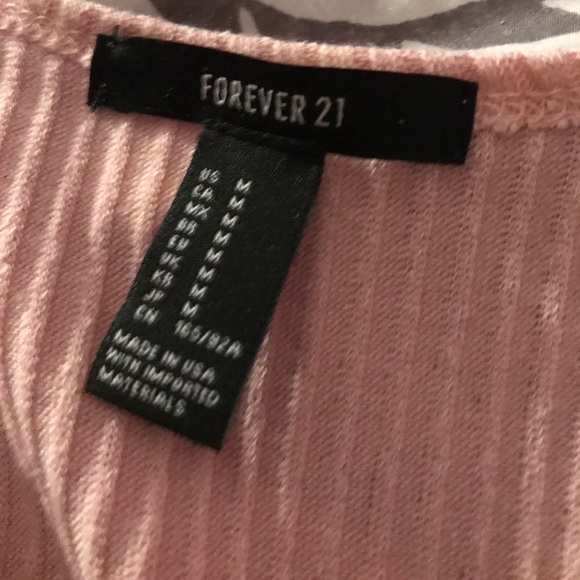 FOREVER 21
US M
CA M
MX M
BR M
EU M
UK M
KR M
JP M
CN 165/92A
MADE IN USA
WITH IMPORTED
MATERIALS